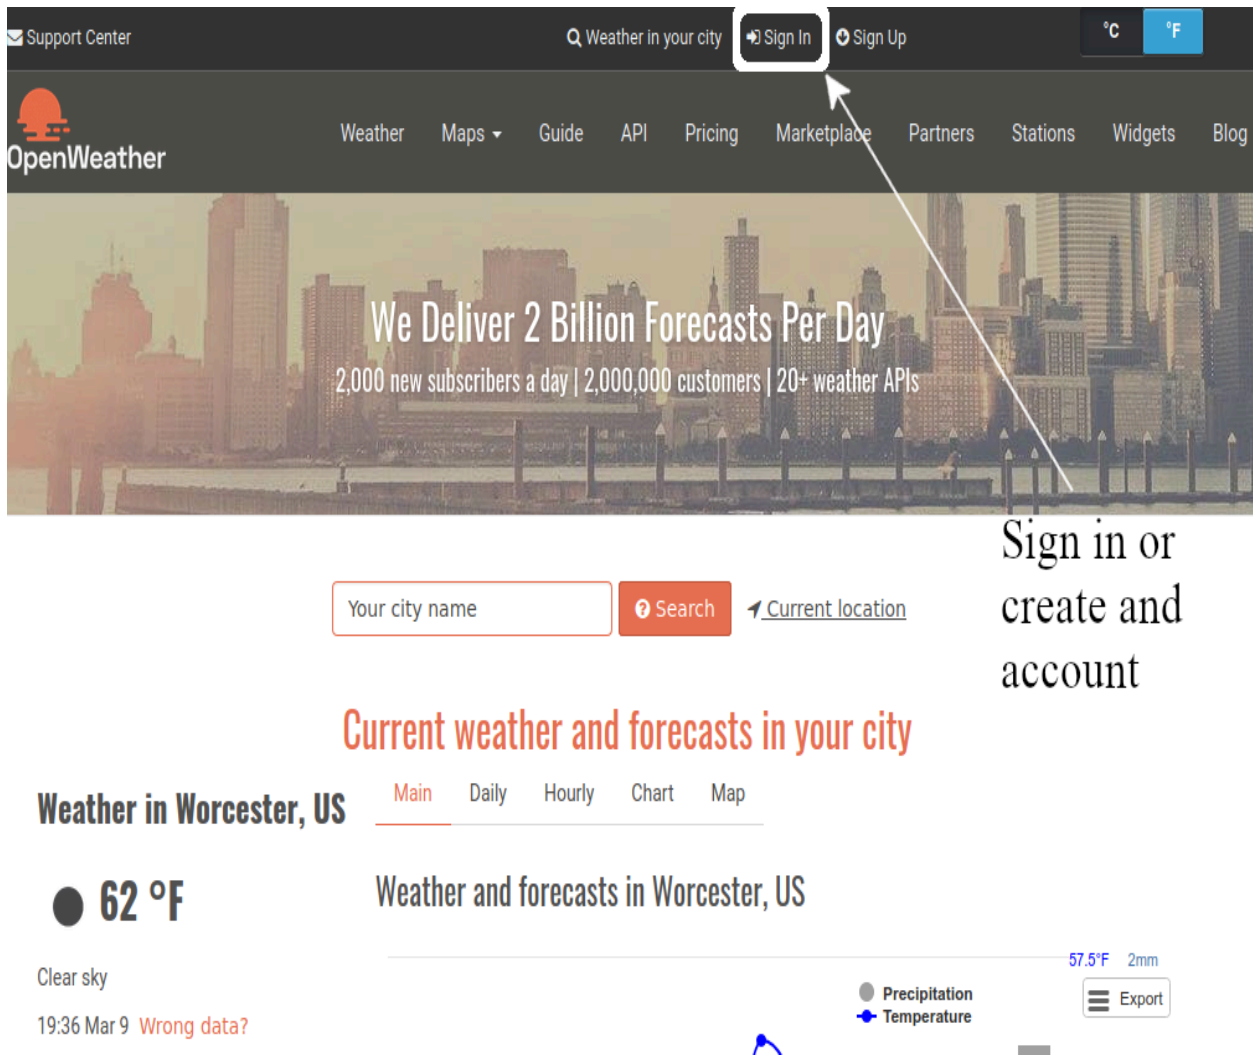 Support Center
Weather in your city
Sign In
Sign Up
°C
°F
OpenWeather
Weather
Maps
Guide
API
Pricing
Marketplace
Partners
Stations
Widgets
Blog
We Deliver 2 Billion Forecasts Per Day
2,000 new subscribers a day | 2,000,000 customers | 20+ weather APIs
Sign in or
create and
account
Your city name
Search
Current location
Current weather and forecasts in your city
Weather in Worcester, US
Main
Daily
Hourly
Chart
Map
62 °F
Weather and forecasts in Worcester, US
Clear sky
19:36 Mar 9 Wrong data?
57.5°F
2mm
Precipitation
Temperature
Export